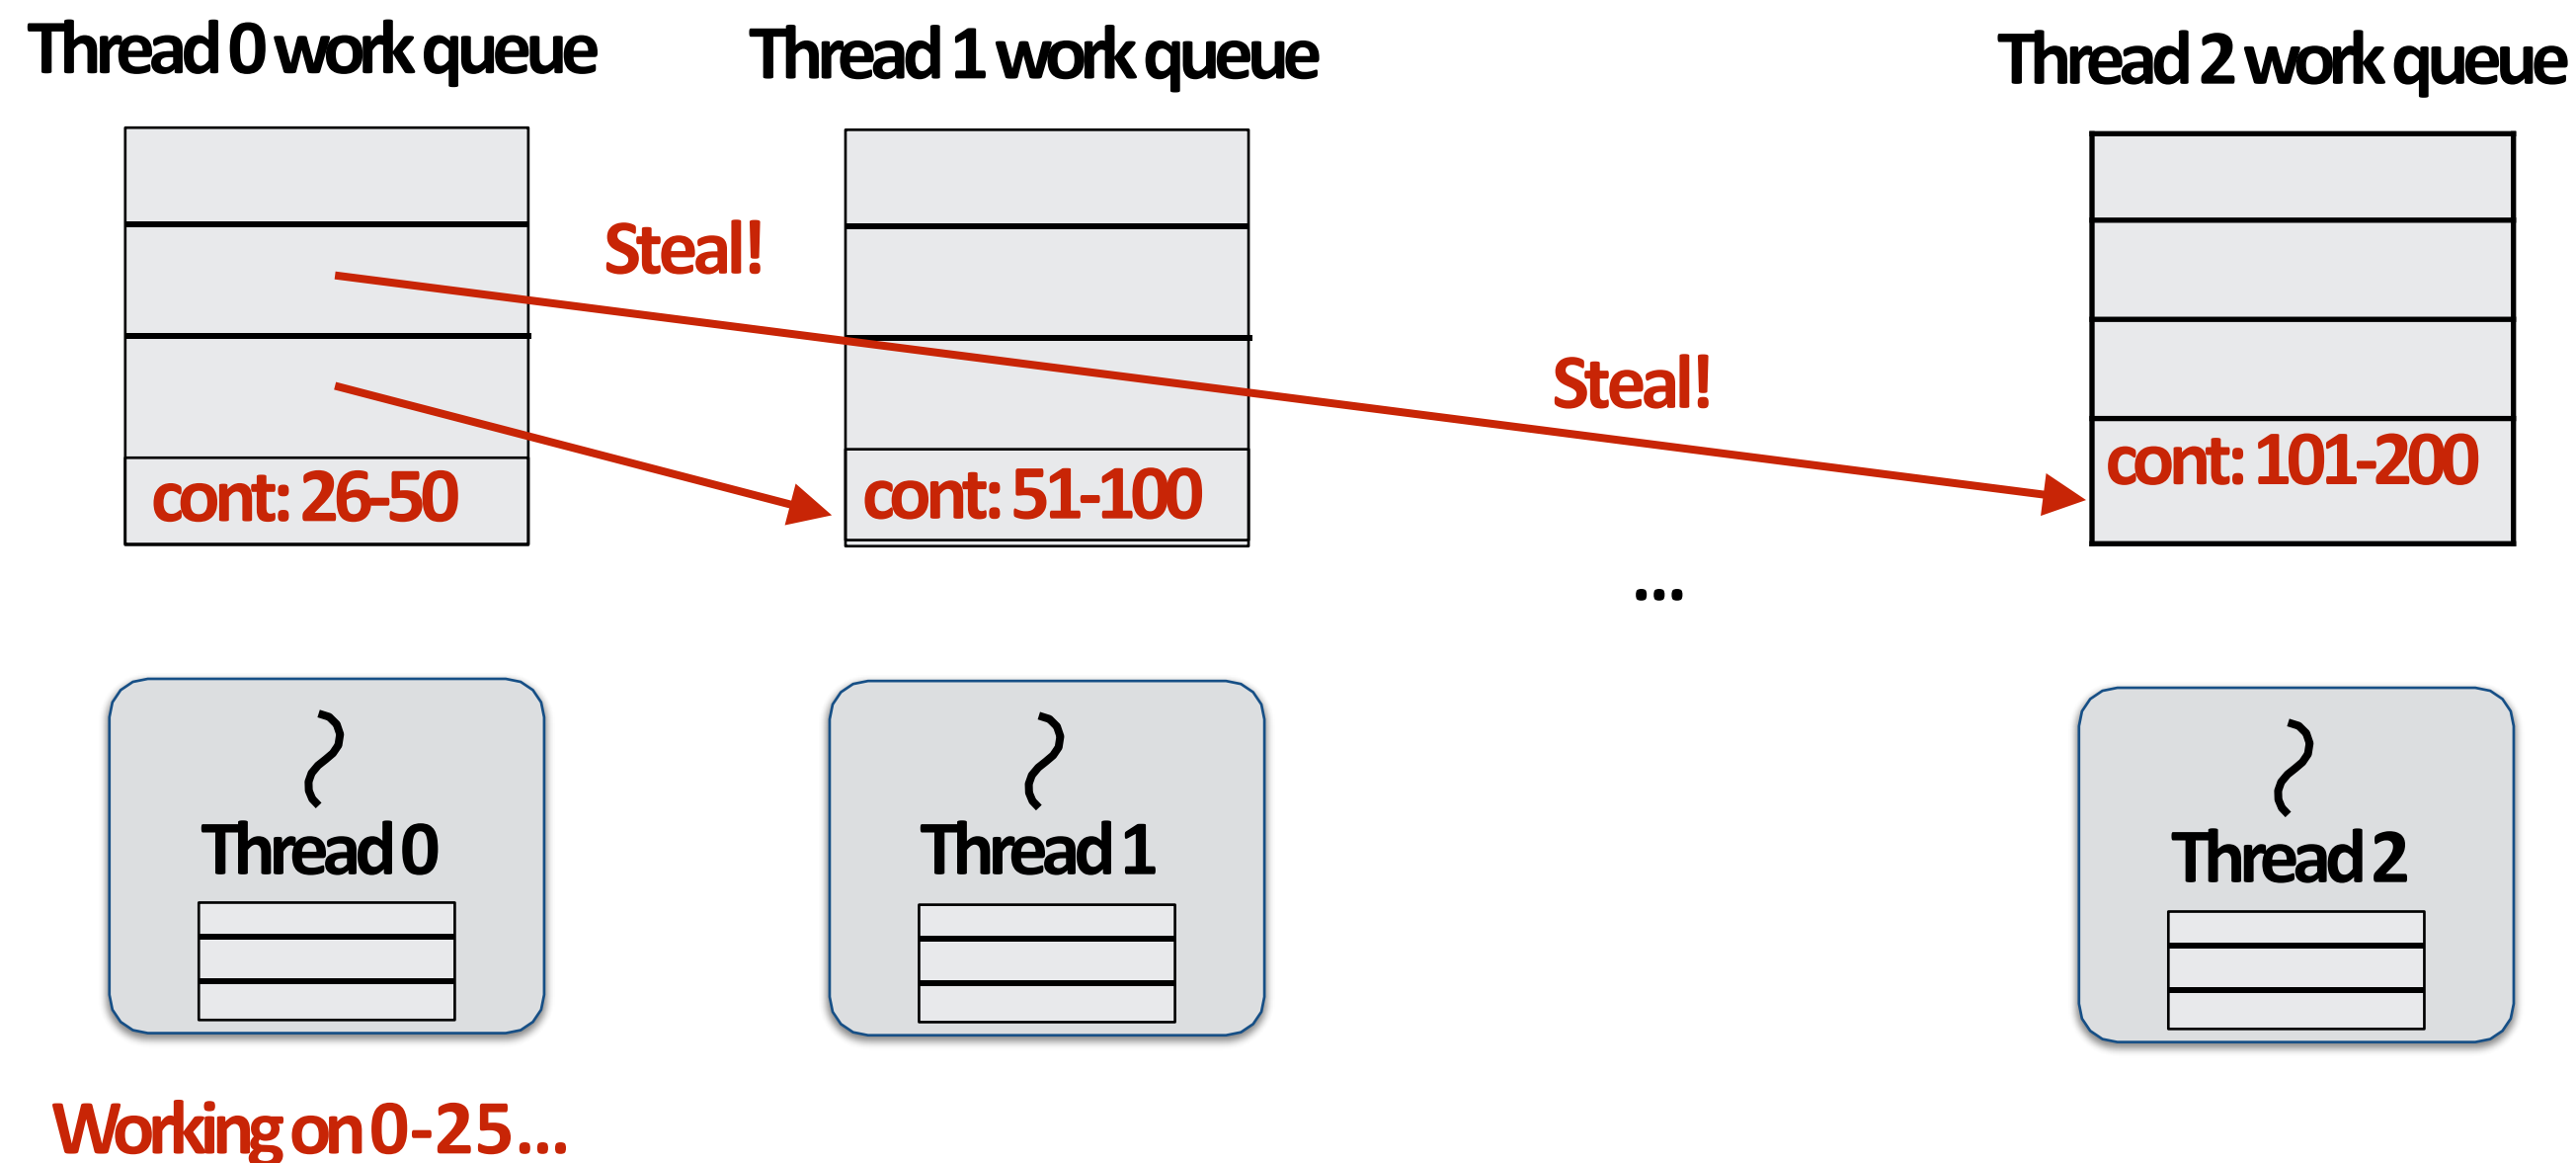 Thread 0 work queue
Thread 1 work queue
Thread 2 work queue
Steal!
Steal!
cont: 26-50
cont: 51-100
cont: 101-200
...
Thread 0
Thread 1
Thread 2
Working on 0-25...